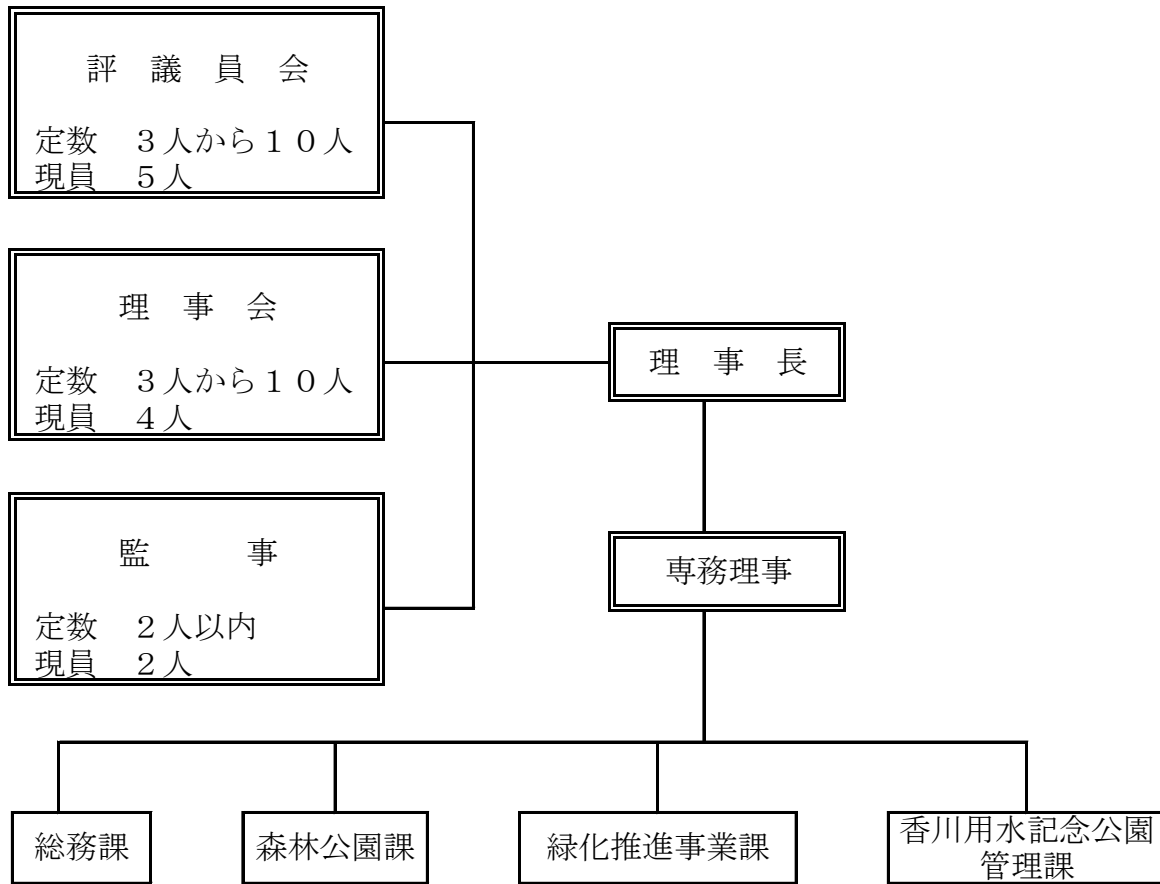 評　議　員　会
定数　３人から１０人
現員　５人
理　事　会
定数　３人から１０人
現員　４人
監　　　事
定数　２人以内
現員　２人
理　事　長
専務理事
総務課
森林公園課
緑化推進事業課
香川用水記念公園
管理課